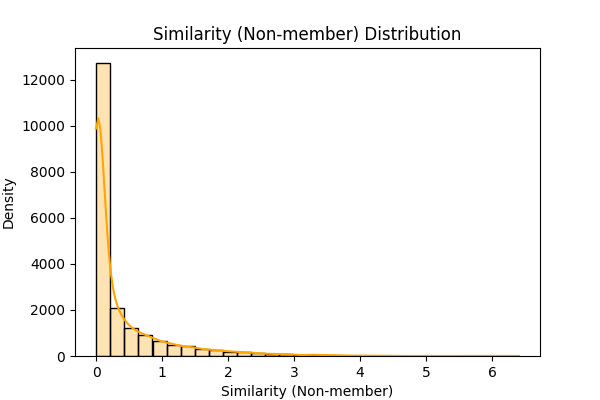 Similarity (Non-member) Distribution
Density
12000
10000
8000
6000
4000
2000
0
0 1 2 3 4 5 6
Similarity (Non-member)